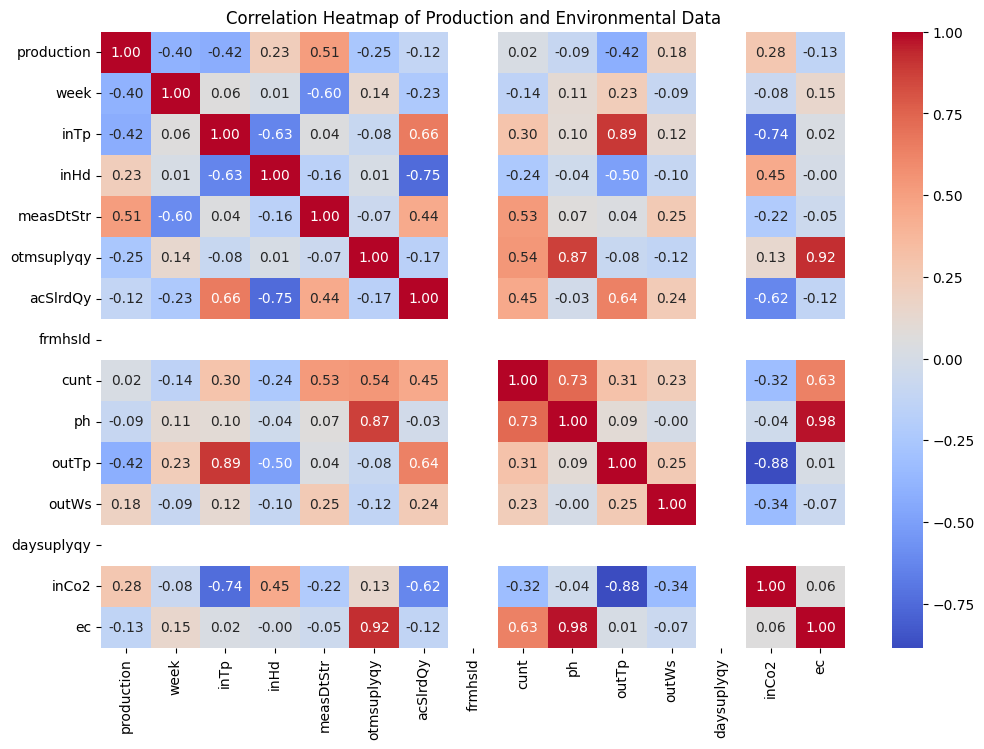 Correlation Heatmap of Production and Environmental Data
production 1.00 -0.40 -0.42 0.23 0.51 -0.25 -0.12 0.02 -0.09 -0.42 0.18 0.28 -0.13
week -0.40 1.00 0.06 0.01 -0.60 0.14 -0.23 -0.14 0.11 0.23 -0.09 -0.08 0.15
inTp -0.42 0.06 1.00 -0.63 0.04 -0.08 0.66 0.30 0.10 0.89 0.12 -0.74 0.02
inHd 0.23 0.01 -0.63 1.00 -0.16 0.01 -0.75 -0.24 -0.04 -0.50 -0.10 0.45 -0.00
measDtStr 0.51 -0.60 0.04 -0.16 1.00 -0.07 0.44 0.53 0.07 0.04 0.25 -0.22 -0.05
otmsuplyqy -0.25 0.14 -0.08 0.01 -0.07 1.00 -0.17 0.54 0.87 -0.08 -0.12 0.13 0.92
acSlrdQy -0.12 -0.23 0.66 -0.75 0.44 -0.17 1.00 0.45 -0.03 0.64 0.24 -0.62 -0.12
frmhsId
cunt 0.02 -0.14 0.30 -0.24 0.53 0.54 0.45 1.00 0.73 0.31 0.23 -0.32 0.63
ph -0.09 0.11 0.10 -0.04 0.07 0.87 -0.03 0.73 1.00 0.09 -0.00 -0.04 0.98
outTp -0.42 0.23 0.89 -0.50 0.04 -0.08 0.64 0.31 0.09 1.00 0.25 -0.88 0.01
outWs 0.18 -0.09 0.12 -0.10 0.25 -0.12 0.24 0.23 -0.00 0.25 1.00 -0.34 -0.07
daysuplyqy
inCo2 0.28 -0.08 -0.74 0.45 -0.22 0.13 -0.62 -0.32 -0.04 -0.88 -0.34 1.00 0.06
ec -0.13 0.15 0.02 -0.00 -0.05 0.92 -0.12 0.63 0.98 0.01 -0.07 0.06 1.00
production week inTp inHd measDtStr otmsuplyqy acSlrdQy frmhsId cunt ph outTp outWs daysuplyqy inCo2 ec
1.00
0.75
0.50
0.25
0.00
-0.25
-0.50
-0.75